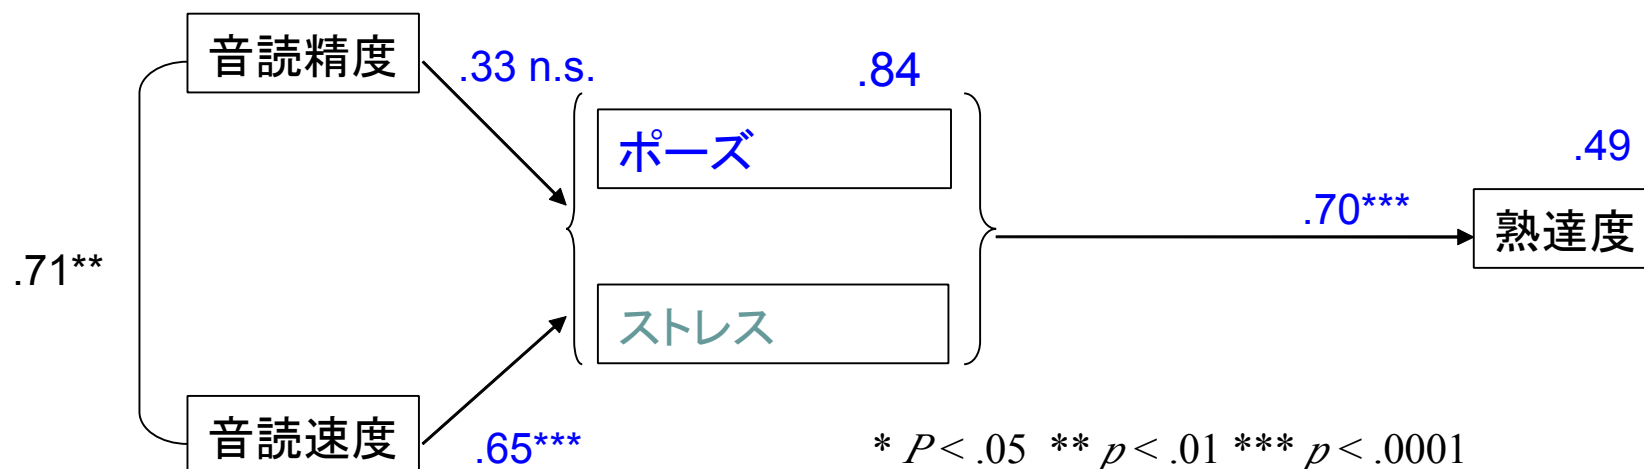 音読精度
.33 n.s.
.84
ポーズ
.49
.70***
熟達度
.71**
ストレス
音読速度
.65***
* P < .05 ** p < .01 *** p < .0001